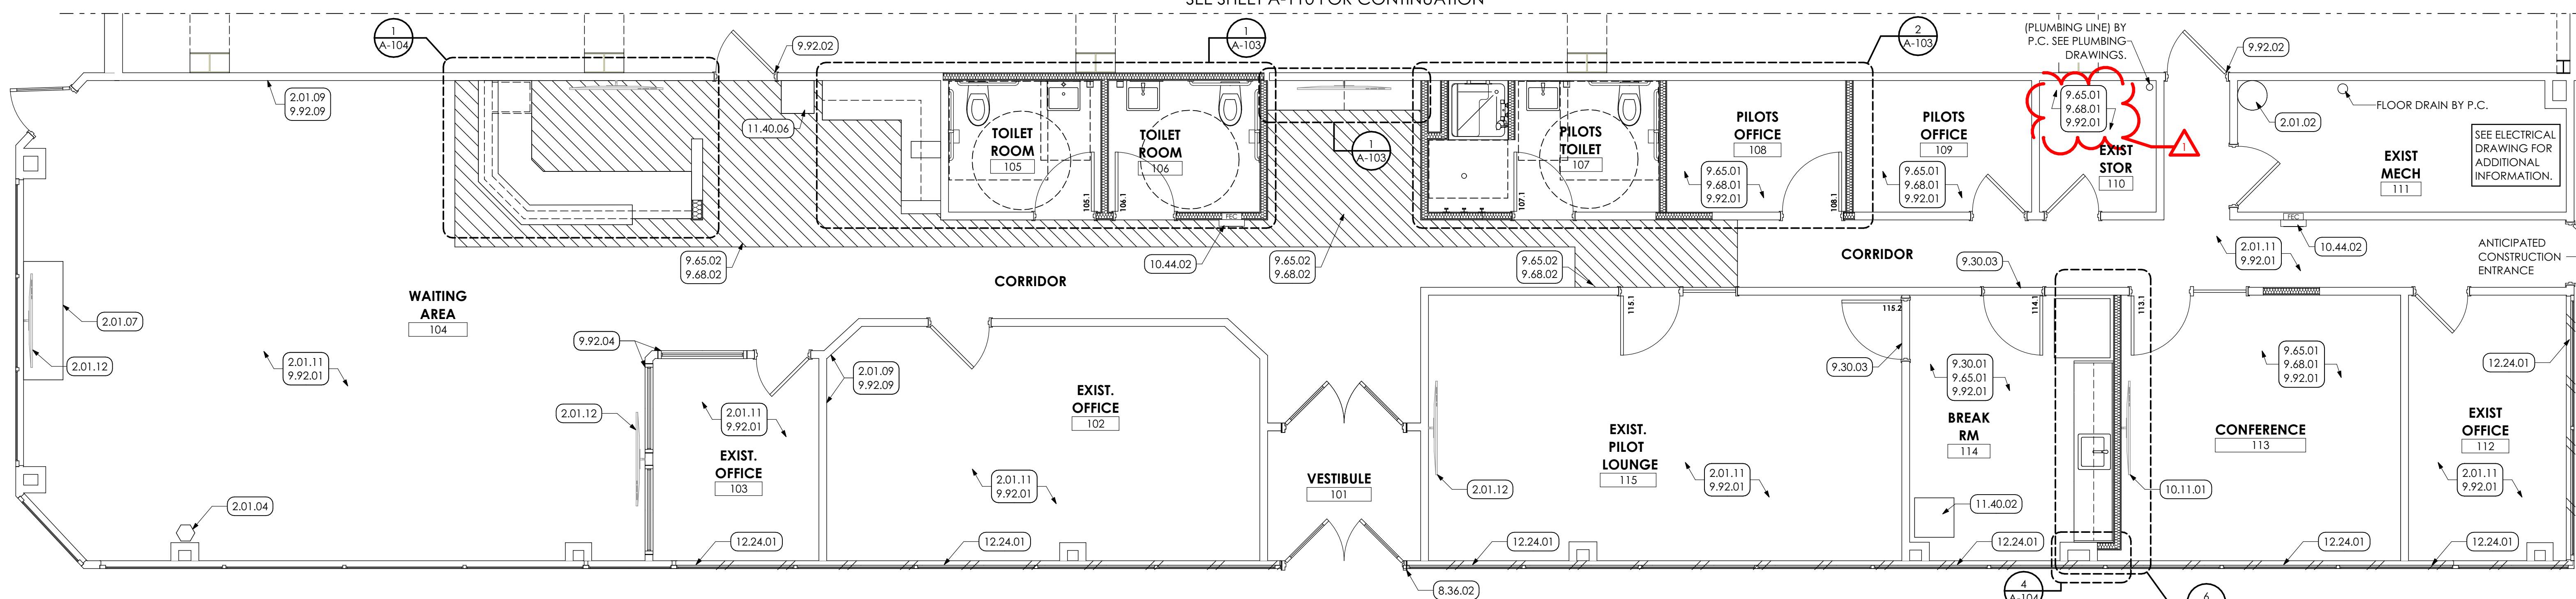 SEE SHEET A-110 FOR CONTINUATION
1
A-104
9.92.02
1
A-103
2
A-103
(PLUMBING LINE) BY
P.C. SEE PLUMBING
DRAWINGS.
9.92.02
2.01.09
9.92.09
11.40.06
TOILET
ROOM
105
TOILET
ROOM
106
105.1
106.1
FEC
1
A-103
PILOTS
TOILET
107
107.1
PILOTS
OFFICE
108
9.65.01
9.68.01
9.92.01
108.1
PILOTS
OFFICE
109
9.65.01
9.68.01
9.92.01
9.65.01
9.68.01
9.92.01
1
EXIST
STOR
110
2.01.02
FLOOR DRAIN BY P.C.
EXIST
MECH
111
SEE ELECTRICAL
DRAWING FOR
ADDITIONAL
INFORMATION.
FEC
9.65.02
9.68.02
10.44.02
9.65.02
9.68.02
9.65.02
9.68.02
CORRIDOR
CORRIDOR
9.30.03
2.01.11
9.92.01
10.44.02
ANTICIPATED
CONSTRUCTION
ENTRANCE
WAITING
AREA
104
2.01.07
2.01.12
2.01.11
9.92.01
9.92.04
2.01.09
9.92.09
2.01.12
2.01.11
9.92.01
EXIST.
OFFICE
103
EXIST.
OFFICE
102
2.01.11
9.92.01
2.01.04
12.24.01
12.24.01
VESTIBULE
101
8.36.02
2.01.12
115.1
EXIST.
PILOT
LOUNGE
115
2.01.11
9.92.01
12.24.01
115.2
9.30.03
114.1
9.30.01
9.65.01
9.92.01
BREAK
RM
114
11.40.02
12.24.01
113.1
9.65.01
9.68.01
9.92.01
CONFERENCE
113
10.11.01
12.24.01
12.24.01
EXIST
OFFICE
112
2.01.11
9.92.01
12.24.01
4
A-104
6